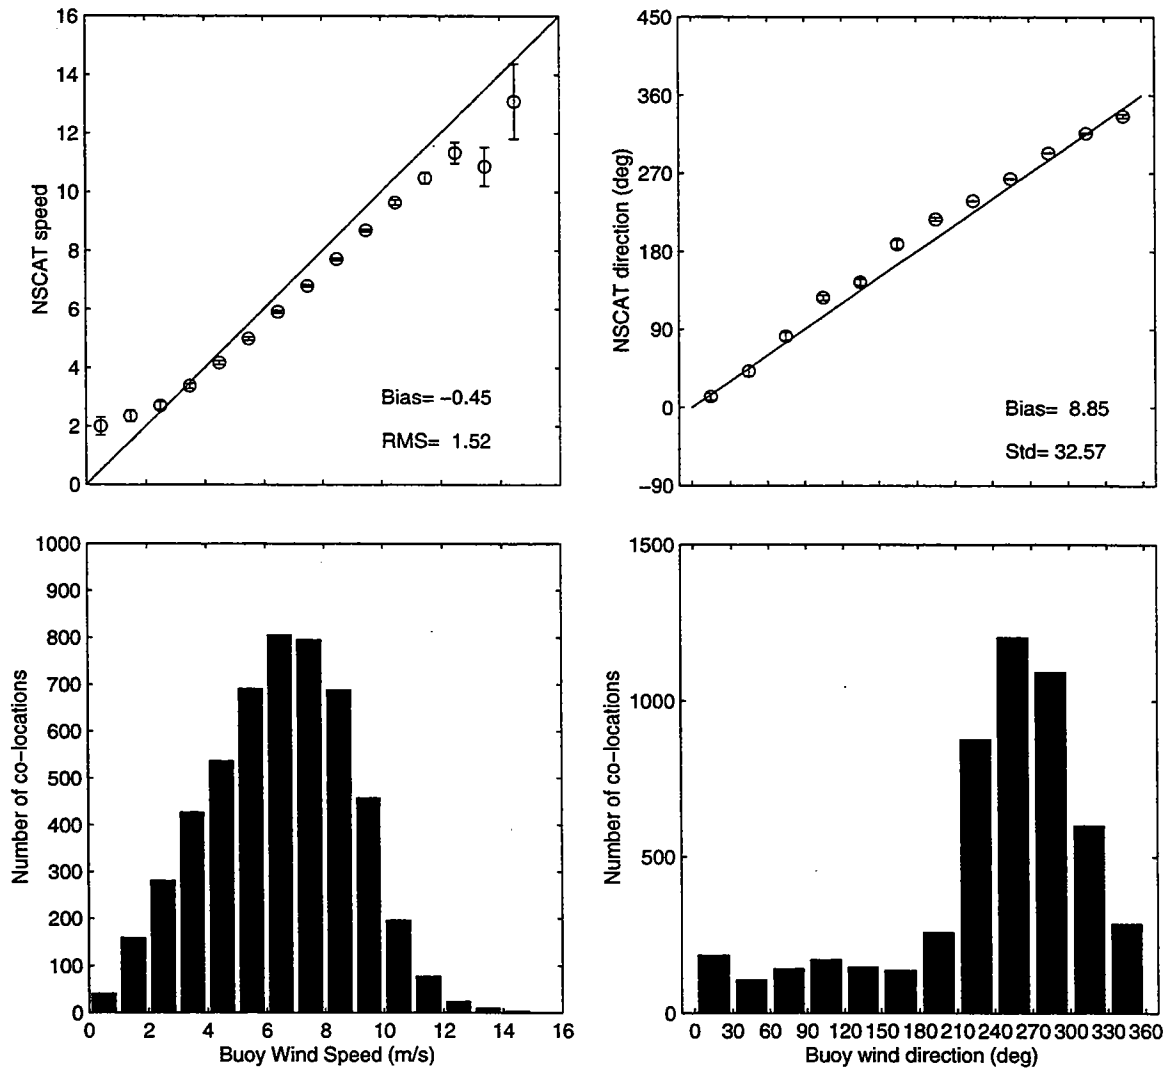 16
14
12
10
8
6
4
2
0
NSCAT speed
Bias= −0.45
RMS= 1.52
450
360
270
180
90
0
−90
NSCAT direction (deg)
Bias= 8.85
Std= 32.57
1000
900
800
700
600
500
400
300
200
100
0
Number of co−locations
0 2 4 6 8 10 12 14 16
Buoy Wind Speed (m/s)
1500
1000
500
0
Number of co−locations
0 30 60 90 120 150 180 210 240 270 300 330 360
Buoy wind direction (deg)